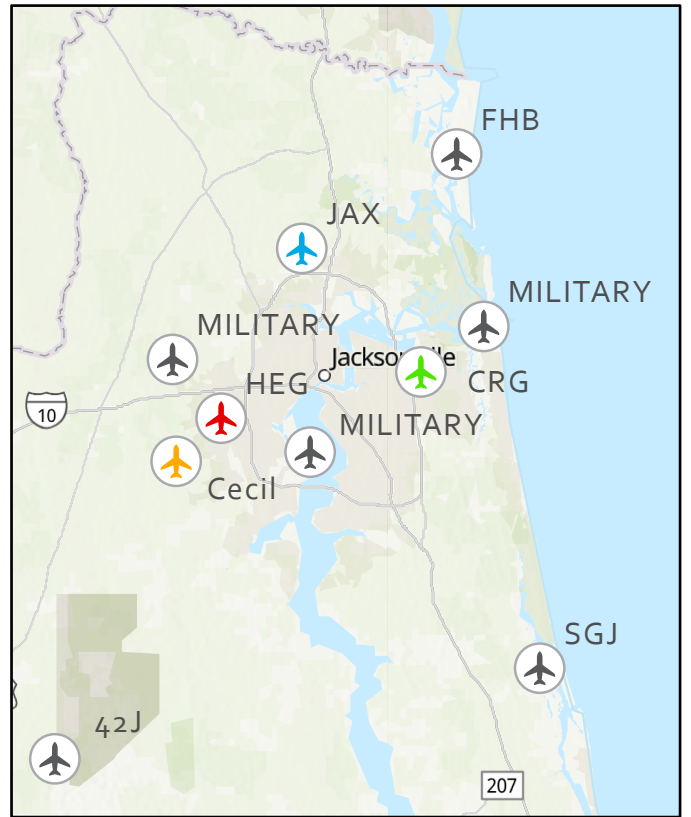 FHB
JAX
MILITARY
MILITARY
Jacksonville
HEG
CRG
10
MILITARY
Cecil
SGJ
42J
207